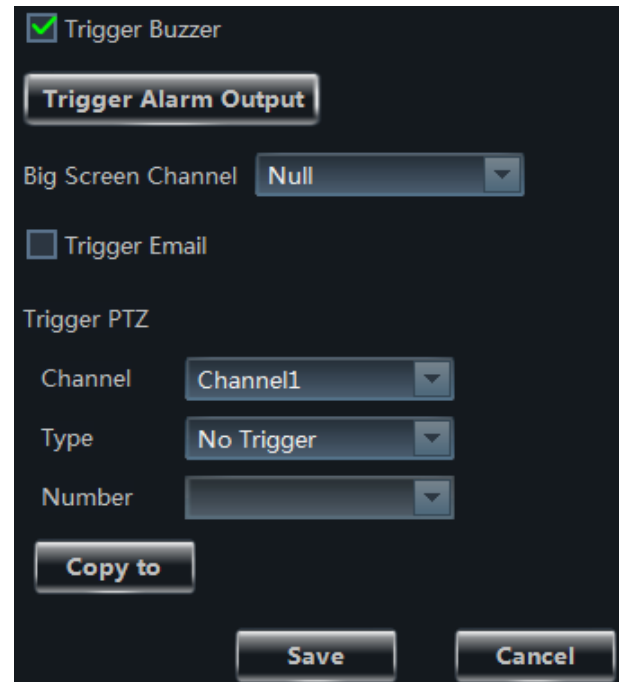 Trigger Buzzer
Trigger Alarm Output
Big Screen Channel Null
Trigger Email
Trigger PTZ
Channel Channel1
Type No Trigger
Number
Copy to
Save Cancel